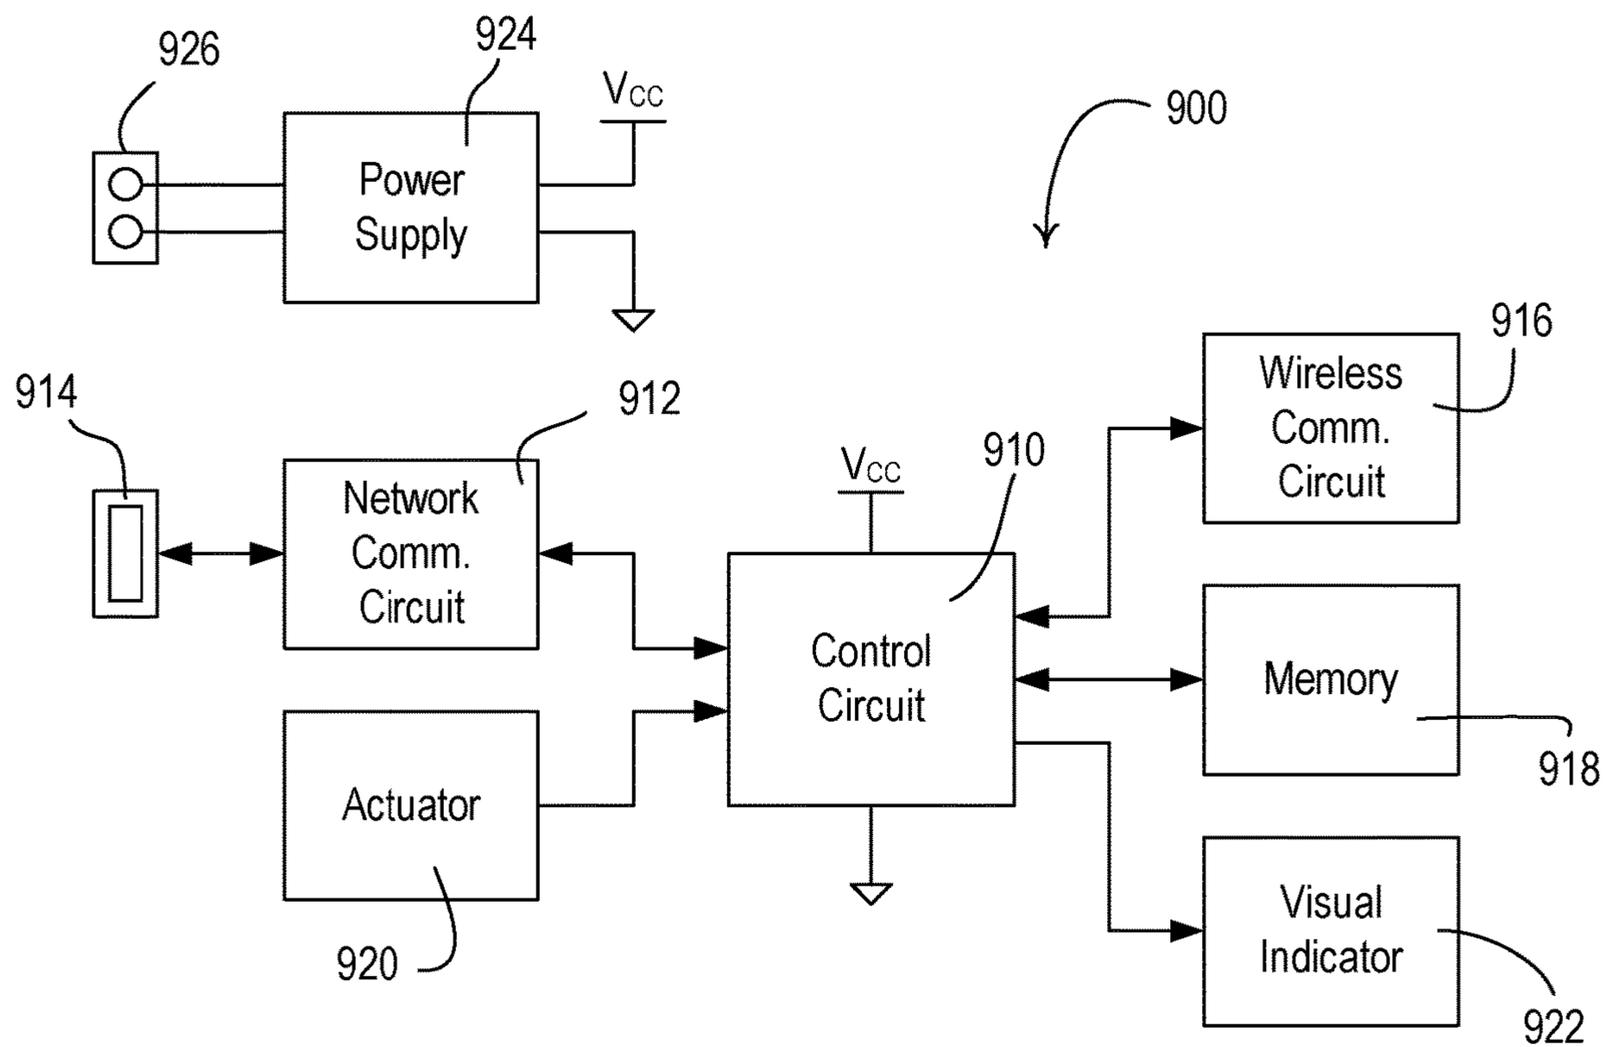 926
924
VCC
900
Power
Supply
916
914
912
Wireless
Comm.
Circuit
910
VCC
Network
Comm.
Circuit
Control
Circuit
Memory
918
Actuator
Visual
Indicator
920
922